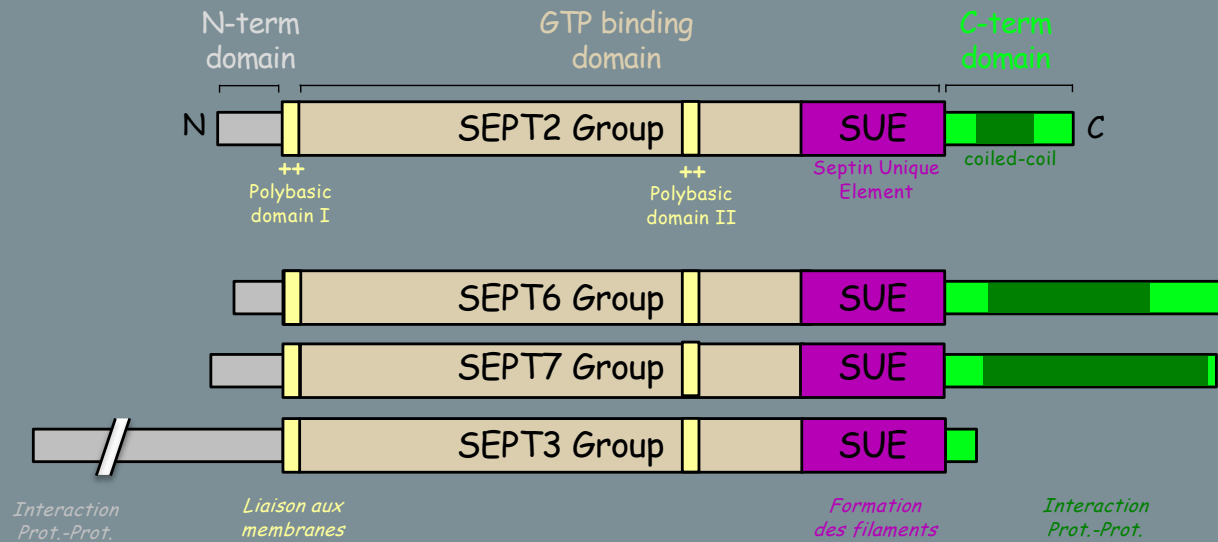 N-term
domain
GTP binding
domain
C-term
domain
N
SEPT2 Group
SUE
C
++
Polybasic
domain I
++
Polybasic
domain II
Septin Unique
Element
coiled-coil
SEPT6 Group
SUE
SEPT7 Group
SUE
SEPT3 Group
SUE
Interaction
Prot.-Prot.
Liaison aux
membranes
Formation
des filaments
Interaction
Prot.-Prot.